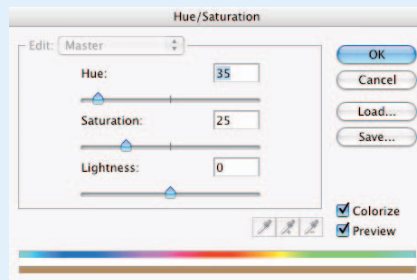 Hue/Saturation
Edit: Master
OK
Hue: 35
Cancel
Load...
Saturation: 25
Save...
Lightness: 0
Colorize
Preview